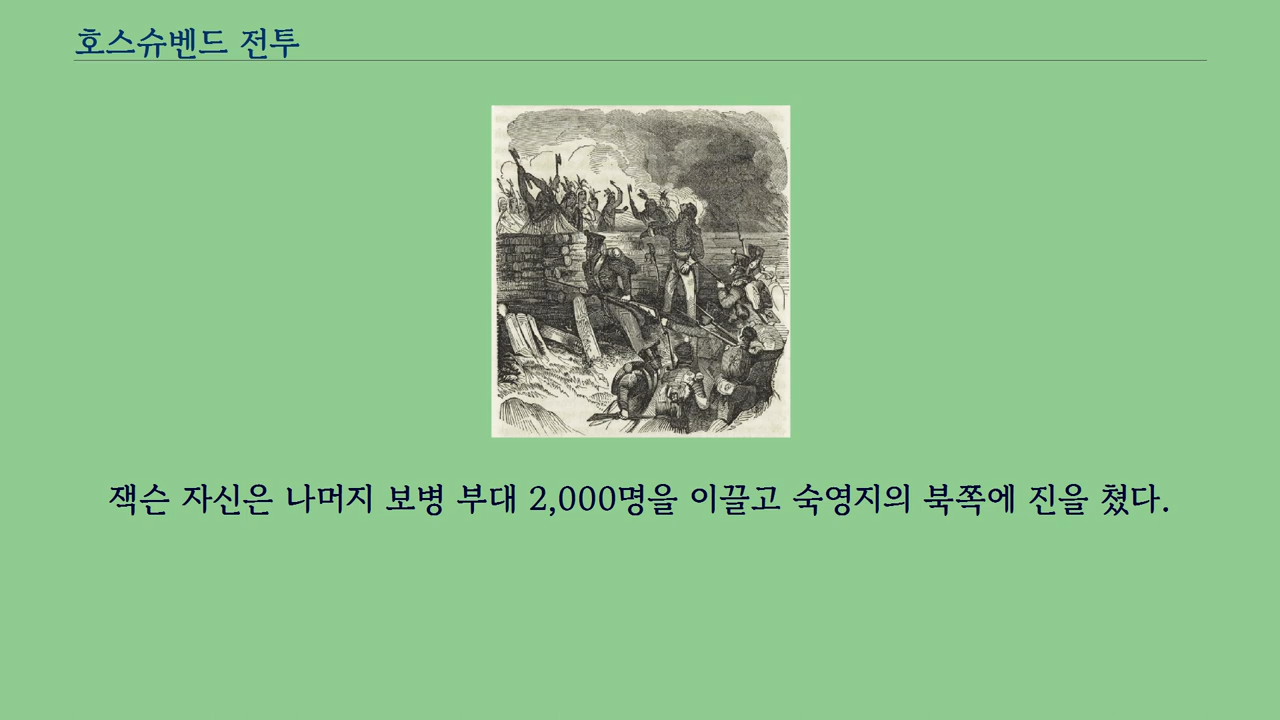 호스슈벤드 전투
잭슨 자신은 나머지 보병 부대 2,000명을 이끌고 숙영지의 북쪽에 진을 쳤다.